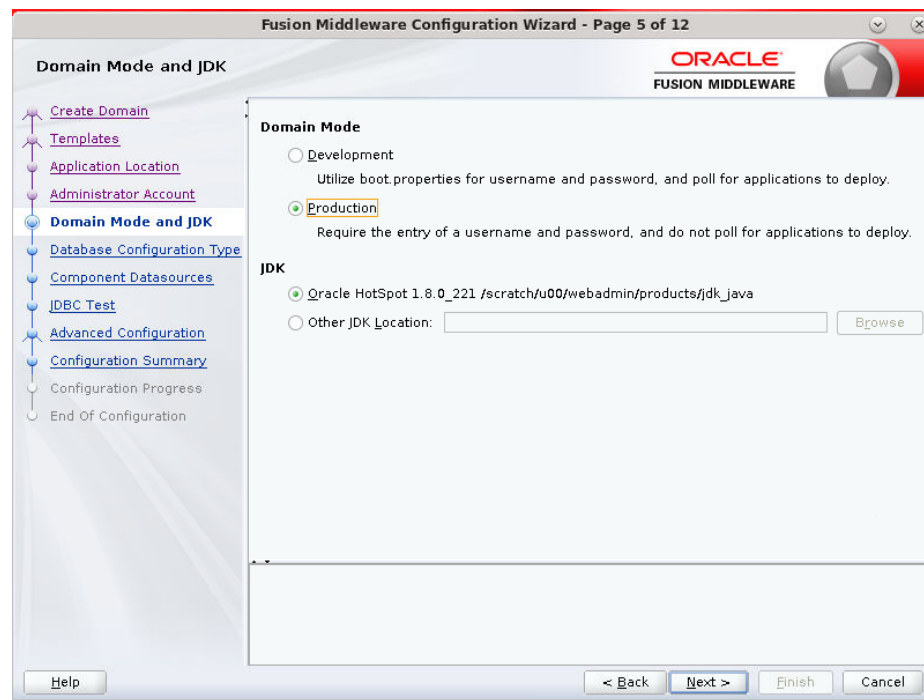 Fusion Middleware Configuration Wizard - Page 5 of 12
Domain Mode and JDK
ORACLE
FUSION MIDDLEWARE
Create Domain
Templates
Application Location
Administrator Account
Domain Mode and JDK
Database Configuration Type
Component Datasources
JDBC Test
Advanced Configuration
Configuration Summary
Configuration Progress
End Of Configuration
Domain Mode
Development
Utilize boot.properties for username and password, and poll for applications to deploy.
Production
Require the entry of a username and password, and do not poll for applications to deploy.
JDK
Oracle HotSpot 1.8.0_221 /scratch/u00/webadmin/products/jdk_java
Other JDK Location:
Browse
Help
< Back
Next >
Finish
Cancel